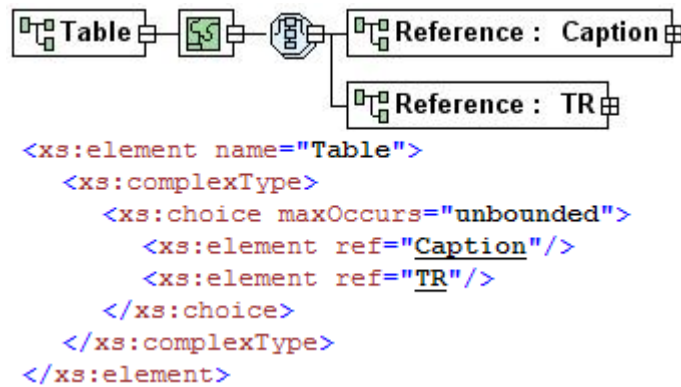 Table Reference : Caption
Reference : TR
<xs:element name="Table">
<xs:complexType>
<xs:choice maxOccurs="unbounded">
<xs:element ref="Caption"/>
<xs:element ref="TR"/>
</xs:choice>
</xs:complexType>
</xs:element>